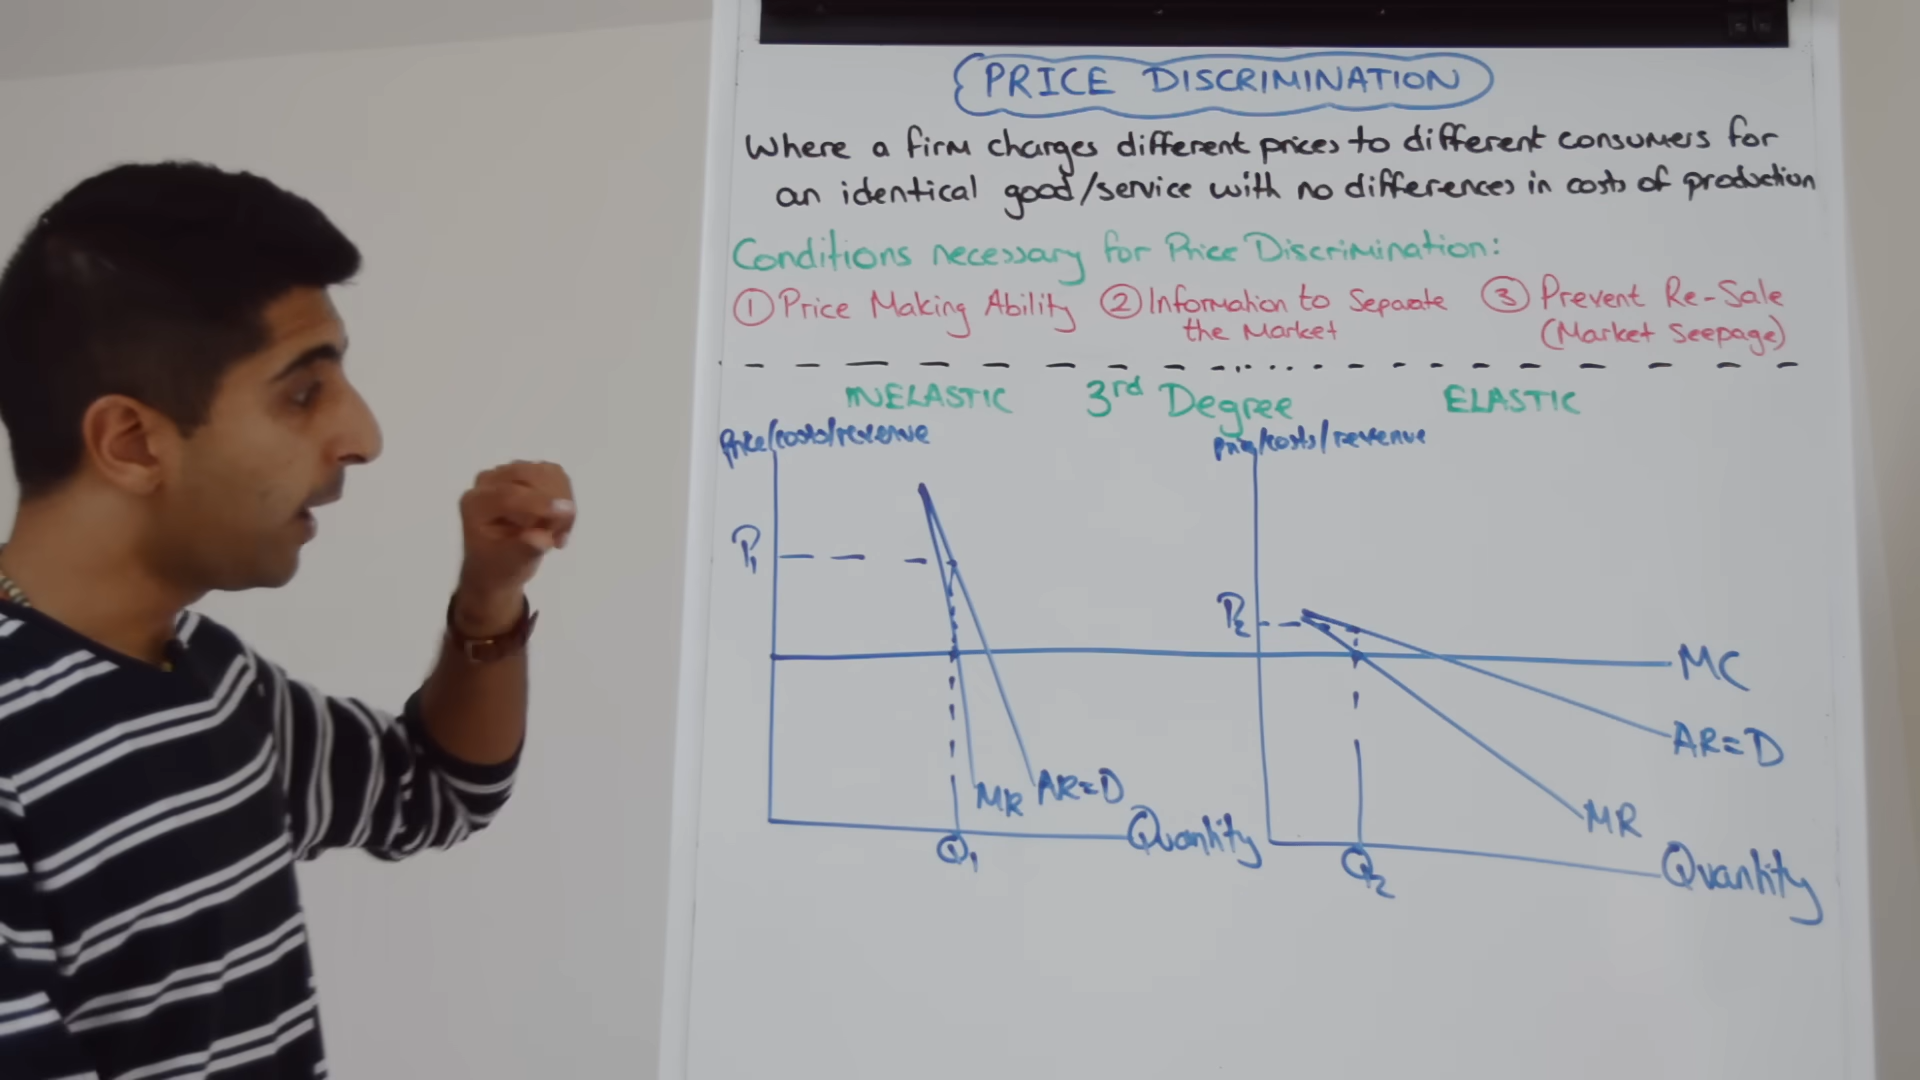 PRICE DISCRIMINATION
Where a firm charges different prices to different consumers for
an identical good/service with no differences in costs of production
Conditions necessary for Price Discrimination:
① Price Making Ability ② Information to Separate ③ Prevent Re-Sale
the Market (Market Seepage)
INELASTIC 3rd Degree ELASTIC
Price/costs/revenue Price/costs/revenue
P1
P2
MC
AR=D
MR AR=D
MR
Quantity Quantity
Q1 Q2